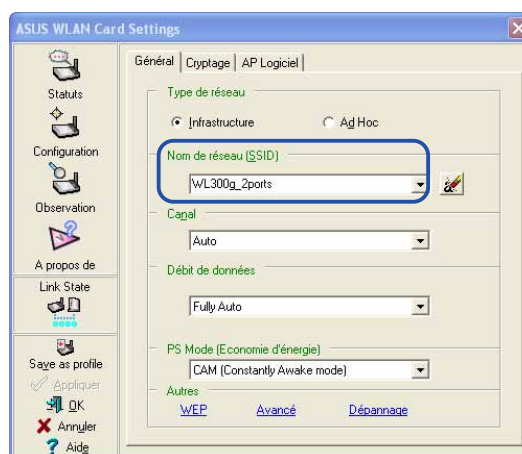 ASUS WLAN Card Settings
Statuts
Configuration
Observation
A propos de
Link State
Save as profile
Appliquer
OK
Annuler
Aide
Général
Cryptage
AP Logiciel
Type de réseau
Infrastructure
Ad Hoc
Nom de réseau (SSID)
WL300g_2ports
Canal
Auto
Débit de données
Fully Auto
PS Mode (Economie d'énergie)
CAM (Constantly Awake mode)
Autres
WEP
Avancé
Dépannage